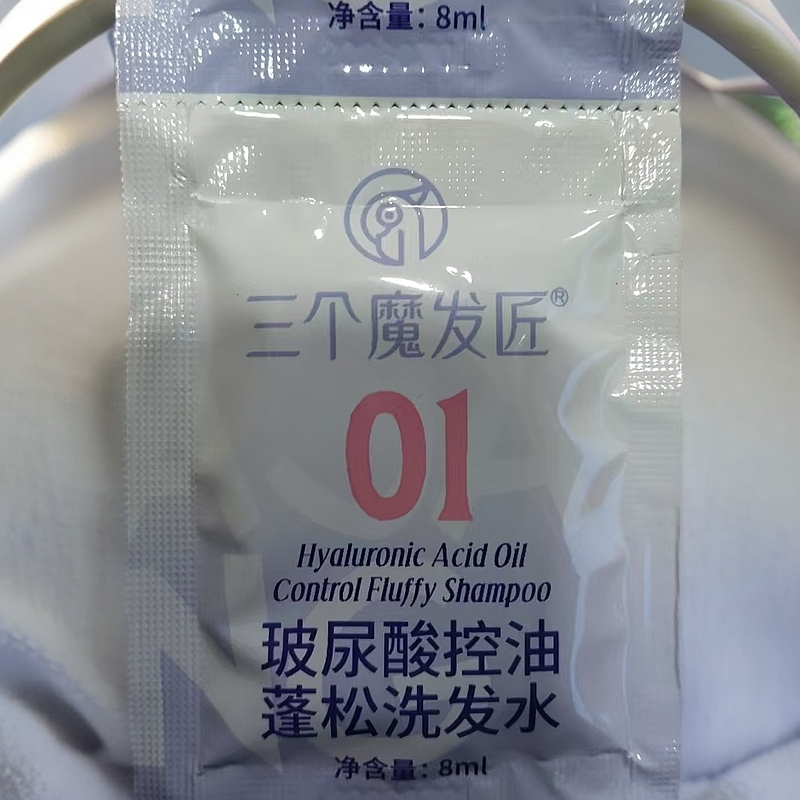 净含量：8ml
三个魔发匠®
01
Hyaluronic Acid Oil
Control Fluffy Shampoo
玻尿酸控油
蓬松洗发水
净含量：8ml